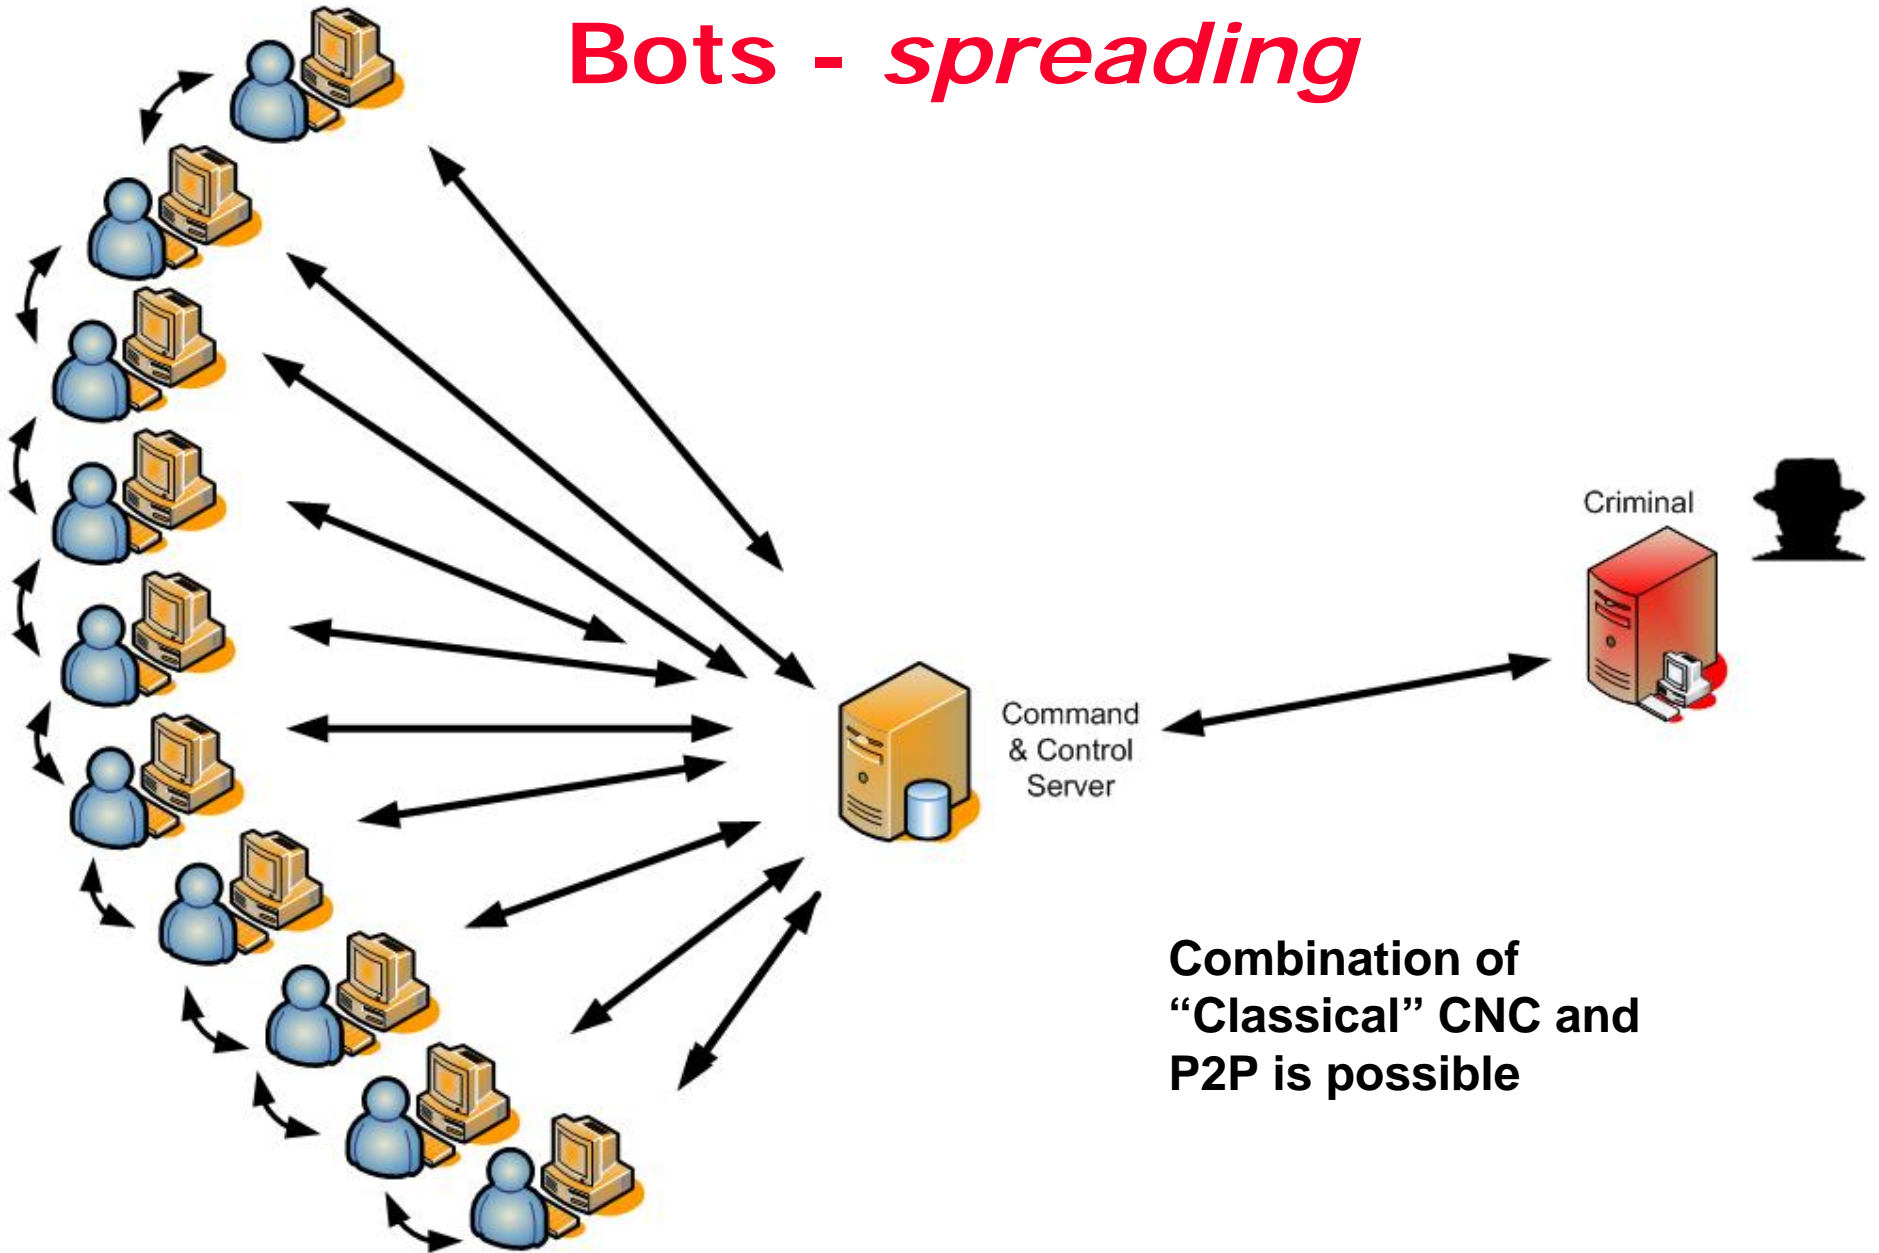 Bots - spreading
Criminal
Command
& Control
Server
Combination of
“Classical” CNC and
P2P is possible